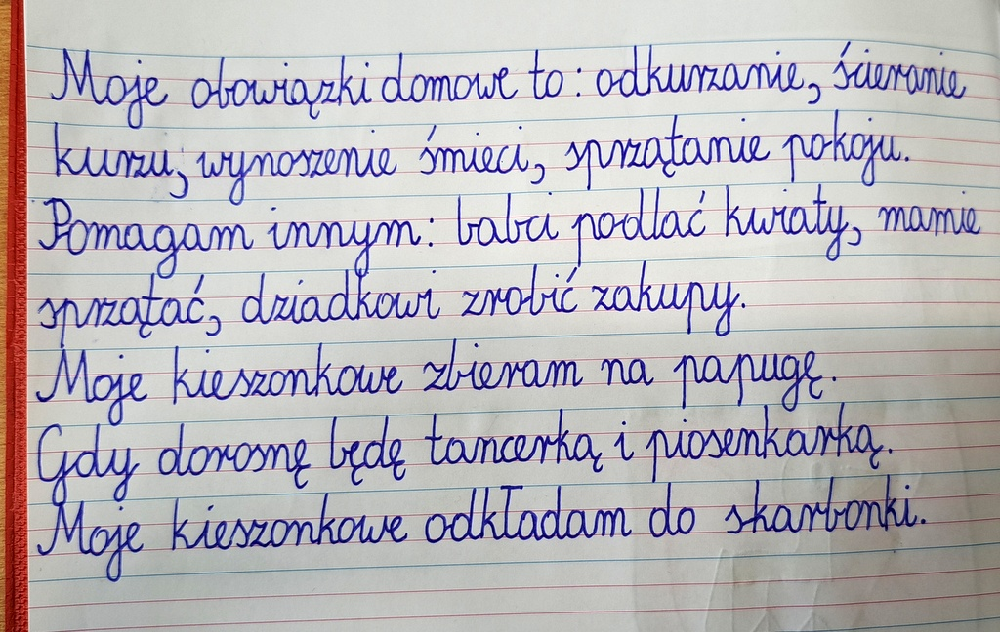 Moje obowiązki domowe to: odkurzanie, ścieranie
kurzu, wynoszenie śmieci, sprzątanie pokoju.
Pomagam innym: babci podlać kwiaty, mamie
sprzątać, dziadkowi zrobić zakupy.
Moje kieszonkowe zbieram na papugę.
Gdy dorosnę będę tancerką i piosenkarką.
Moje kieszonkowe odkładam do skarbonki.